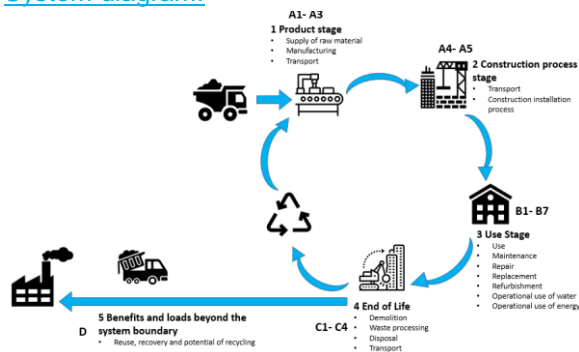 System diagram:
A1- A3
1 Product stage
• Supply of raw material
• Manufacturing
• Transport
A4- A5
2 Construction process
stage
• Transport
• Construction installation
process
B1- B7
3 Use Stage
• Use
• Maintenance
• Repair
• Replacement
• Refurbishment
• Operational use of water
• Operational use of energy
4 End of Life
• Demolition
C1- C4
• Waste processing
• Disposal
• Transport
5 Benefits and loads beyond the
D system boundary
• Reuse, recovery and potential of recycling